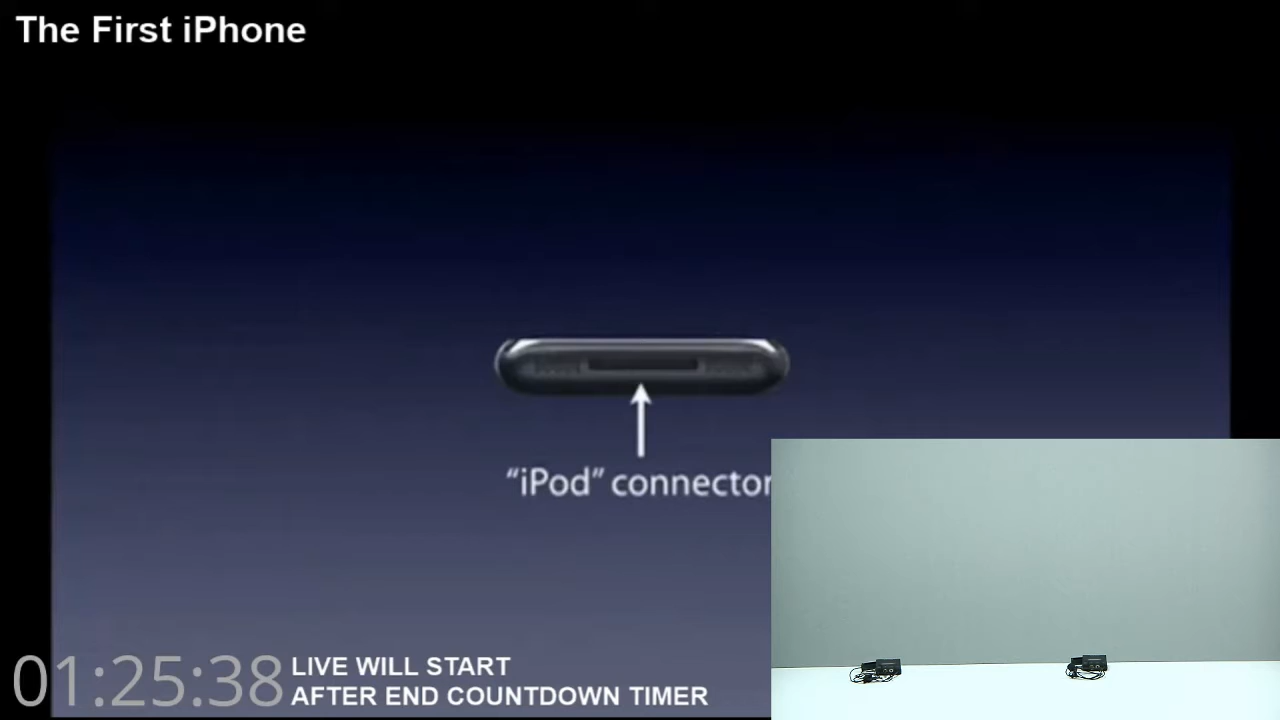 The First iPhone
“iPod” connector
01:25:38
LIVE WILL START
AFTER END COUNTDOWN TIMER